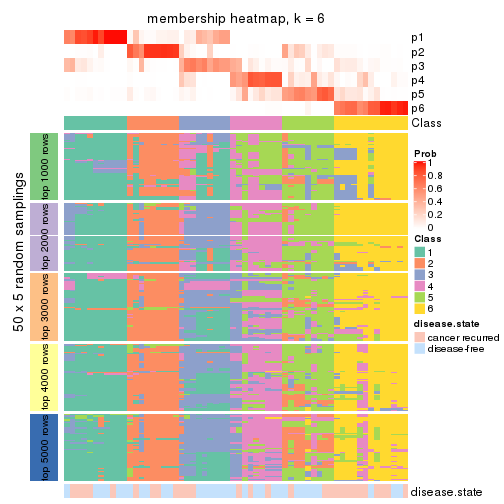 membership heatmap, k = 6
p1
p2
p3
p4
p5
p6
Class
50 x 5 random samplings
top 1000 rows
top 2000 rows
top 3000 rows
top 4000 rows
top 5000 rows
disease.state
Prob
1
0.8
0.6
0.4
0.2
0
Class
1
2
3
4
5
6
disease.state
cancer recurred
disease-free